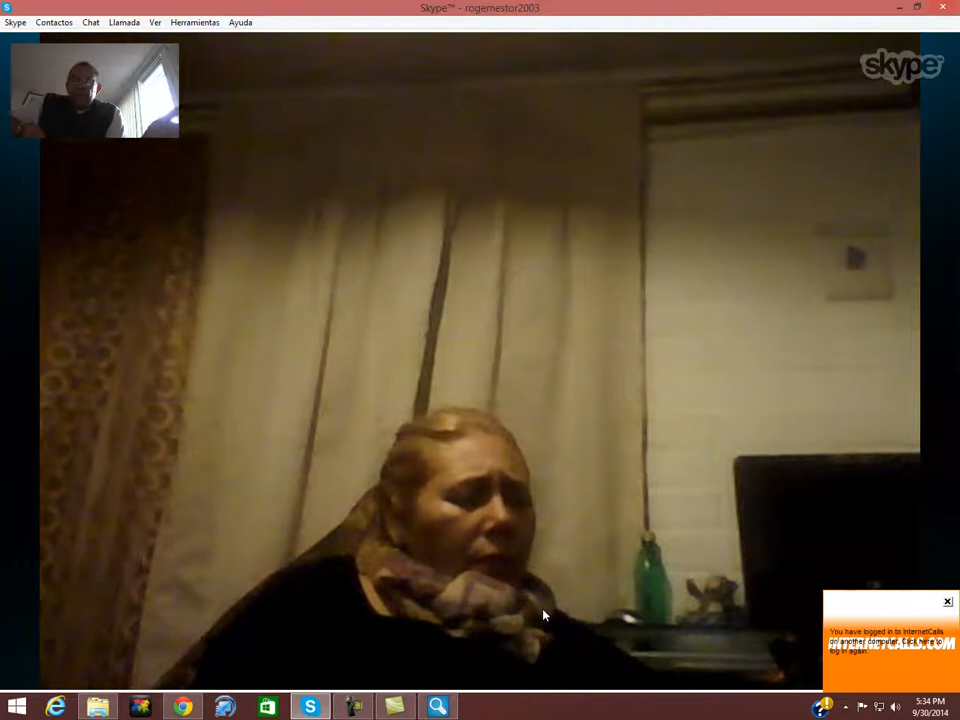 Skype™ - rogernestor2003
Skype Contactos Chat Llamada Ver Herramientas Ayuda
skype
You have logged in to InternetCalls
on another computer. Click here to
log in again.
INTERNETCALLS.COM
5:34 PM
9/30/2014